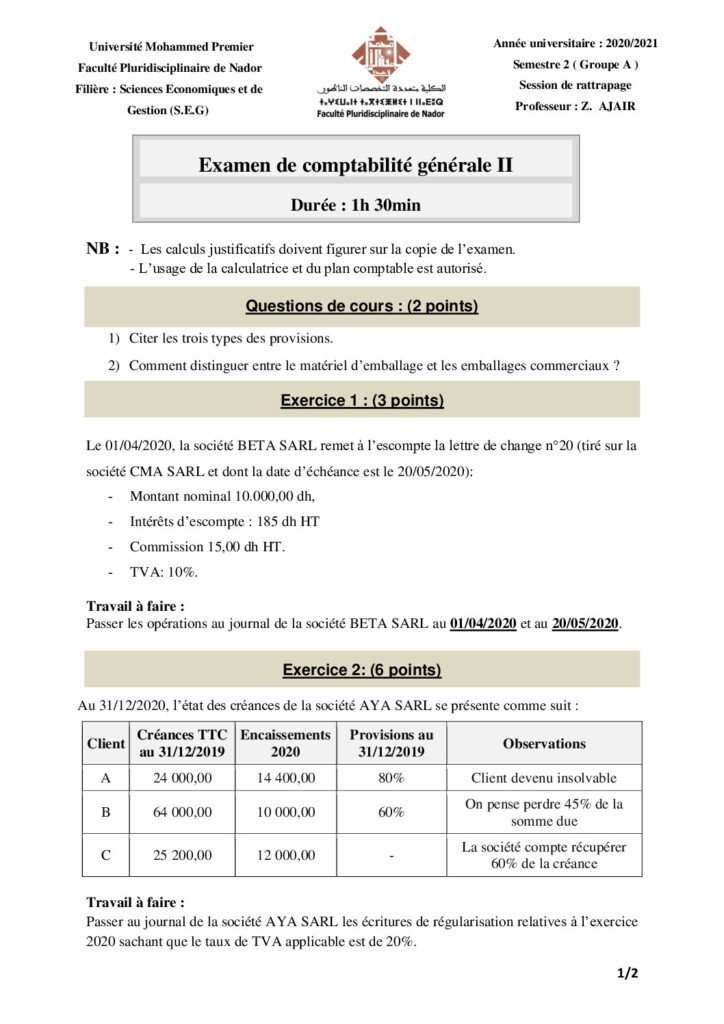 Université Mohammed Premier
Faculté Pluridisciplinaire de Nador
Filière : Sciences Economiques et de
Gestion (S.E.G)
الكلية متعددة التخصصات الناظور
Faculté Pluridisciplinaire de Nador
Année universitaire : 2020/2021
Semestre 2 ( Groupe A )
Session de rattrapage
Professeur : Z. AJAIR
Examen de comptabilité générale II
Durée : 1h 30min
NB : - Les calculs justificatifs doivent figurer sur la copie de l’examen.
- L’usage de la calculatrice et du plan comptable est autorisé.
Questions de cours : (2 points)
1) Citer les trois types des provisions.
2) Comment distinguer entre le matériel d’emballage et les emballages commerciaux ?
Exercice 1 : (3 points)
Le 01/04/2020, la société BETA SARL remet à l’escompte la lettre de change n°20 (tiré sur la
société CMA SARL et dont la date d’échéance est le 20/05/2020):
- Montant nominal 10.000,00 dh,
- Intérêts d’escompte : 185 dh HT
- Commission 15,00 dh HT.
- TVA: 10%.
Travail à faire :
Passer les opérations au journal de la société BETA SARL au 01/04/2020 et au 20/05/2020.
Exercice 2: (6 points)
Au 31/12/2020, l’état des créances de la société AYA SARL se présente comme suit :
Client Créances TTC au 31/12/2019 Encaissements 2020 Provisions au 31/12/2019 Observations
A 24 000,00 14 400,00 80% Client devenu insolvable
B 64 000,00 10 000,00 60% On pense perdre 45% de la somme due
C 25 200,00 12 000,00 - La société compte récupérer 60% de la créance
Travail à faire :
Passer au journal de la société AYA SARL les écritures de régularisation relatives à l’exercice
2020 sachant que le taux de TVA applicable est de 20%.
1/2